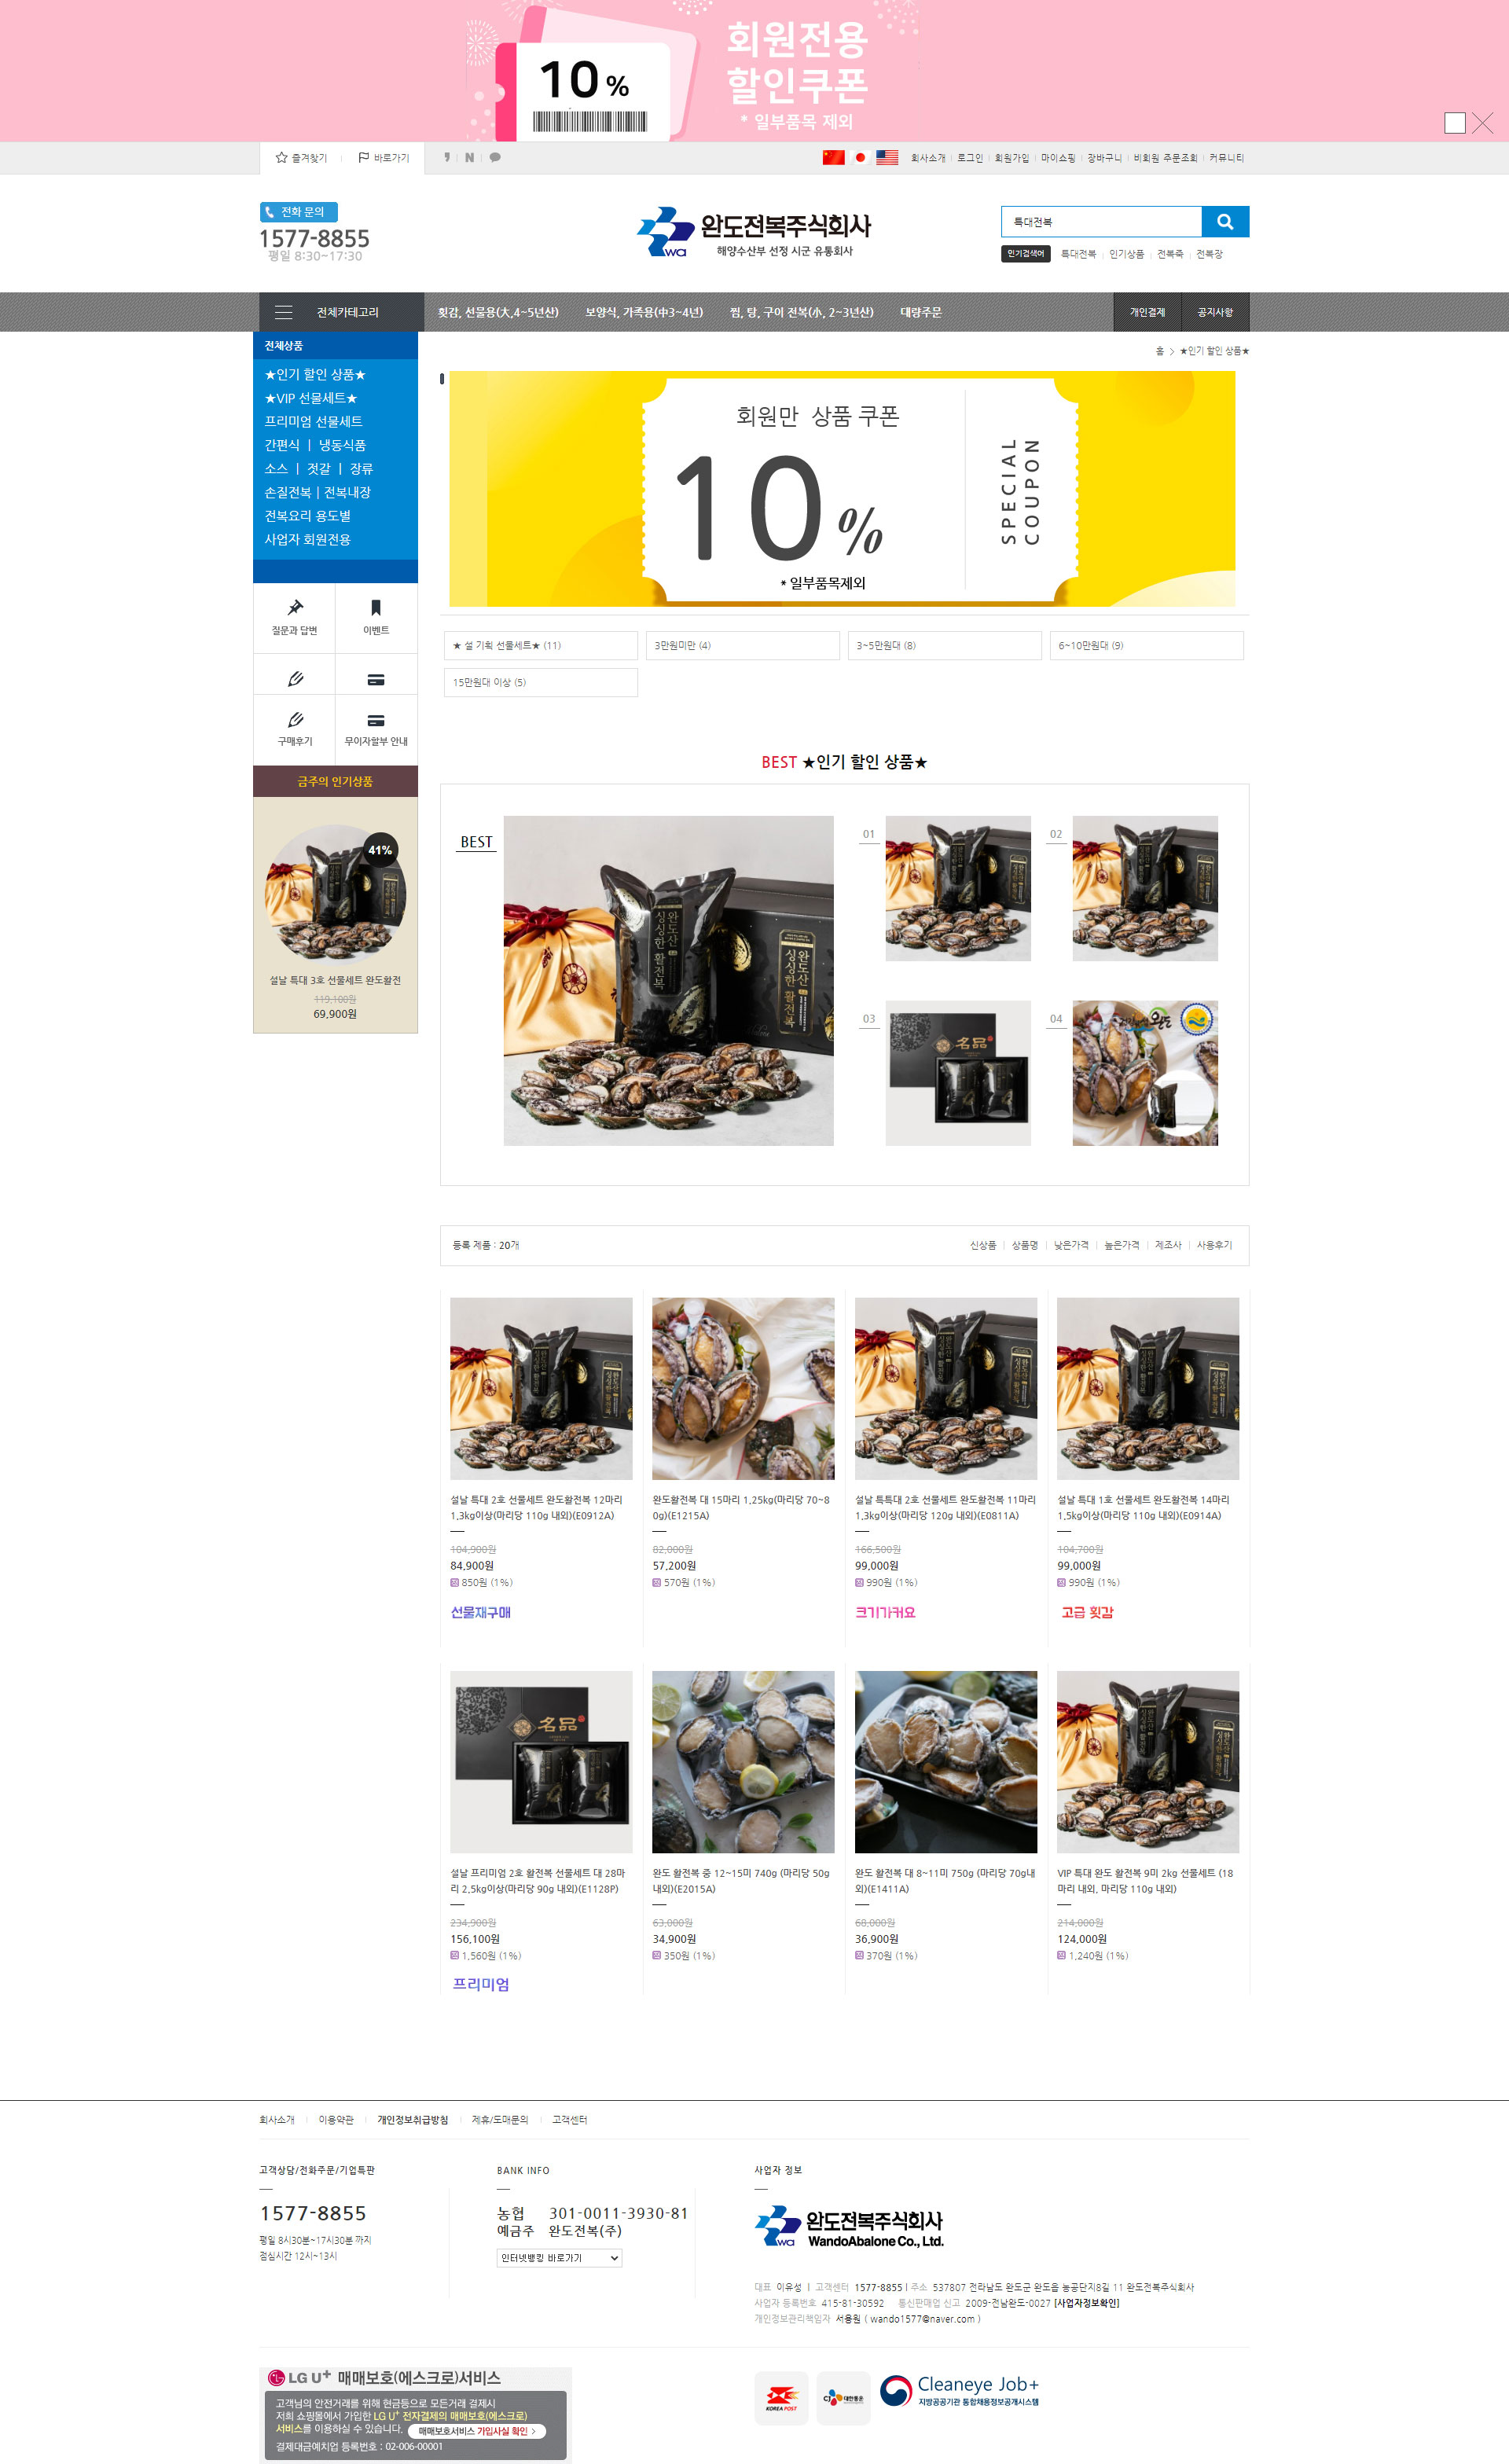 회원전용
할인쿠폰
* 일부품목 제외
10 %
즐겨찾기 바로가기
회사소개 로그인 회원가입 마이쇼핑 장바구니 비회원 주문조회 커뮤니티
전화 문의
1577-8855
평일 8:30~17:30
완도전복주식회사
해양수산부 선정 시군 유통회사
특대전복
인기검색어 특대전복 인기상품 전복죽 전복장
전체카테고리 횟감, 선물용(大,4~5년산) 보양식, 가족용(中3~4년) 찜, 탕, 구이 전복(小, 2~3년산) 대량주문 개인결제 공지사항
전체상품
★인기 할인 상품★
★VIP 선물세트★
프리미엄 선물세트
간편식 ㅣ 냉동식품
소스 ㅣ 젓갈 ㅣ 장류
손질전복 | 전복내장
전복요리 용도별
사업자 회원전용
질문과 답변 이벤트
구매후기 무이자할부 안내
금주의 인기상품
41%
설날 특대 3호 선물세트 완도활전
119,100원
69,900원
홈 > ★인기 할인 상품★
회원만 상품 쿠폰
10 %
* 일부품목제외
SPECIAL
COUPON
★ 설 기획 선물세트★ (11) 3만원미만 (4) 3~5만원대 (8) 6~10만원대 (9)
15만원대 이상 (5)
BEST ★인기 할인 상품★
BEST
01 02
03 04
완도산
싱싱한 활전복
名品
완도
등록 제품 : 20개
신상품 상품명 낮은가격 높은가격 제조사 사용후기
설날 특대 2호 선물세트 완도활전복 12마리
1,3kg이상(마리당 110g 내외)(E0912A)
104,900원
84,900원
850원 (1%)
선물재구매
완도활전복 대 15마리 1,25kg(마리당 70~8
0g)(E1215A)
82,000원
57,200원
570원 (1%)
설날 특특대 2호 선물세트 완도활전복 11마리
1,3kg이상(마리당 120g 내외)(E0811A)
166,500원
99,000원
990원 (1%)
크기가커요
설날 특대 1호 선물세트 완도활전복 14마리
1,5kg이상(마리당 110g 내외)(E0914A)
104,700원
99,000원
990원 (1%)
고급 횟감
설날 프리미엄 2호 활전복 선물세트 대 28마
리 2,5kg이상(마리당 90g 내외)(E1128P)
234,900원
156,100원
1,560원 (1%)
프리미엄
완도 활전복 중 12~15미 740g (마리당 50g
내외)(E2015A)
63,000원
34,900원
350원 (1%)
완도 활전복 대 8~11미 750g (마리당 70g내
외)(E1411A)
68,000원
36,900원
370원 (1%)
VIP 특대 완도 활전복 9미 2kg 선물세트 (18
마리 내외, 마리당 110g 내외)
214,000원
124,000원
1,240원 (1%)
회사소개 이용약관 개인정보취급방침 제휴/도매문의 고객센터
고객상담/전화주문/기업특판
1577-8855
평일 8시30분~17시30분 까지
점심시간 12시~13시
BANK INFO
농협 301-0011-3930-81
예금주 완도전복(주)
인터넷뱅킹 바로가기
사업자 정보
완도전복주식회사
WandoAbalone Co., Ltd.
대표 이유성 ㅣ 고객센터 1577-8855 l 주소 537807 전라남도 완도군 완도읍 농공단지8길 11 완도전복주식회사
사업자 등록번호 415-81-30592 통신판매업 신고 2009-전남완도-0027 [사업자정보확인]
개인정보관리책임자 서용원 ( wando1577@naver.com )
LG U+ 매매보호(에스크로)서비스
고객님의 안전거래를 위해 현금등으로 모든거래 결제시
저희 쇼핑몰에서 가입한 LG U+ 전자결제의 매매보호(에스크로)
서비스를 이용하실 수 있습니다. 매매보호서비스 가입사실 확인 >
결제대금예치업 등록번호 : 02-006-00001
KOREA POST
CJ 대한통운
Cleaneye Job+
지방공공기관 통합채용정보공개시스템